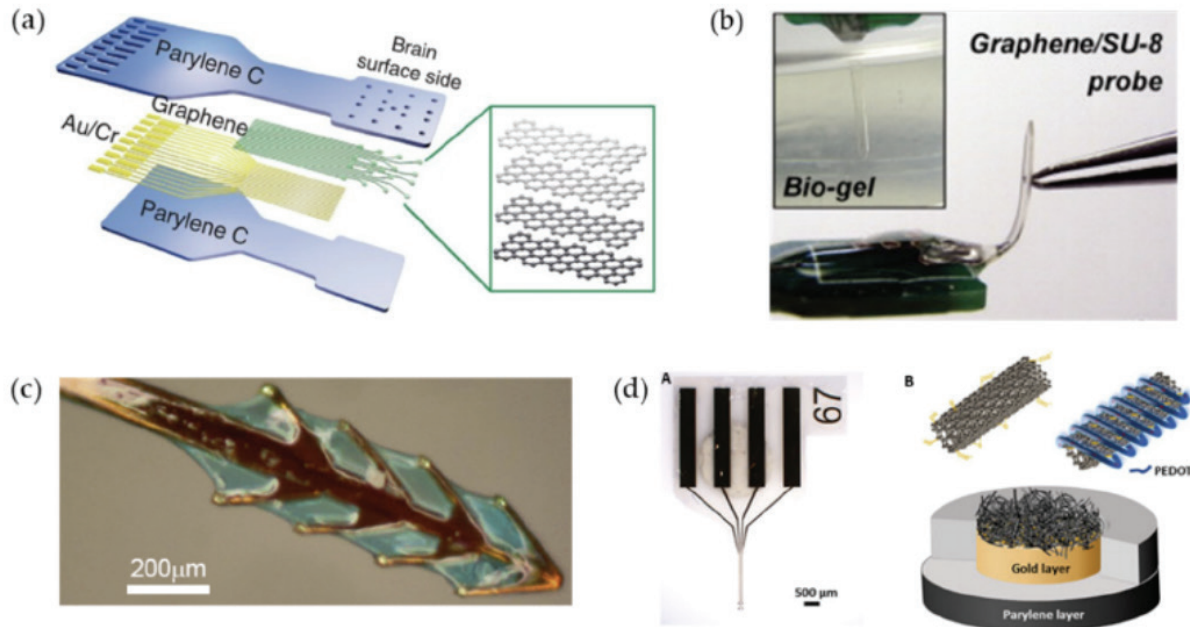 (a)
Parylene C
Brain
surface side
Graphene
Au/Cr
Parylene C
(b)
Graphene/SU-8
probe
Bio-gel
(c)
200μm
(d)
A
67
500 μm
B
PEDOT
Gold layer
Parylene layer